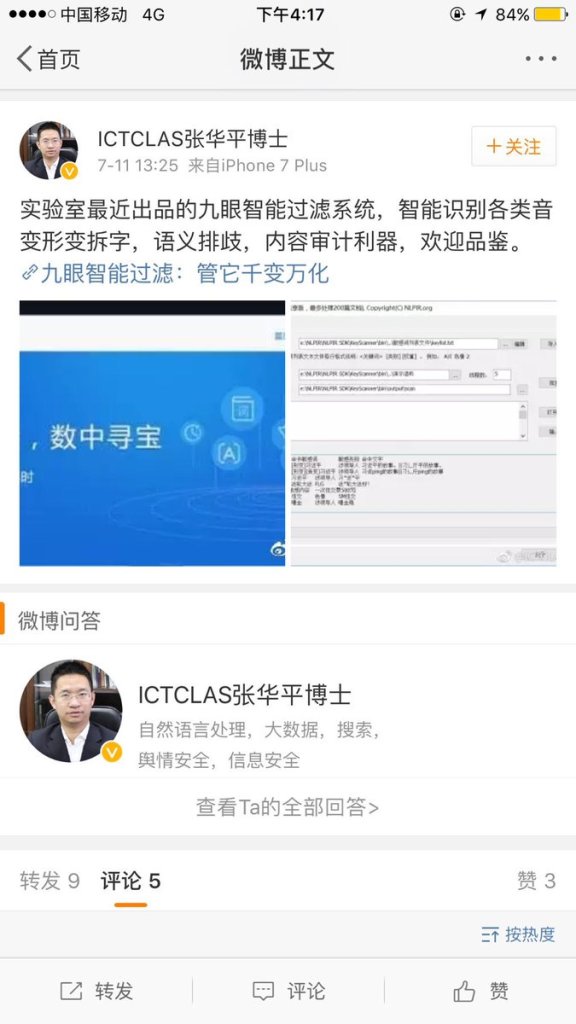 中国移动 4G 下午4:17 84%
首页 微博正文
ICTCLAS张华平博士
7-11 13:25 来自iPhone 7 Plus
+关注
实验室最近出品的九眼智能过滤系统，智能识别各类音
变形变拆字，语义排歧，内容审计利器，欢迎品鉴。
九眼智能过滤：管它千变万化
，数中寻宝
时
最多处理200篇文档), Copyright(C) NLPIR.org
编辑
线程数: 5
微博问答
ICTCLAS张华平博士
自然语言处理，大数据，搜索，
舆情安全，信息安全
查看Ta的全部回答>
转发 9 评论 5 赞 3
按热度
转发 评论 赞